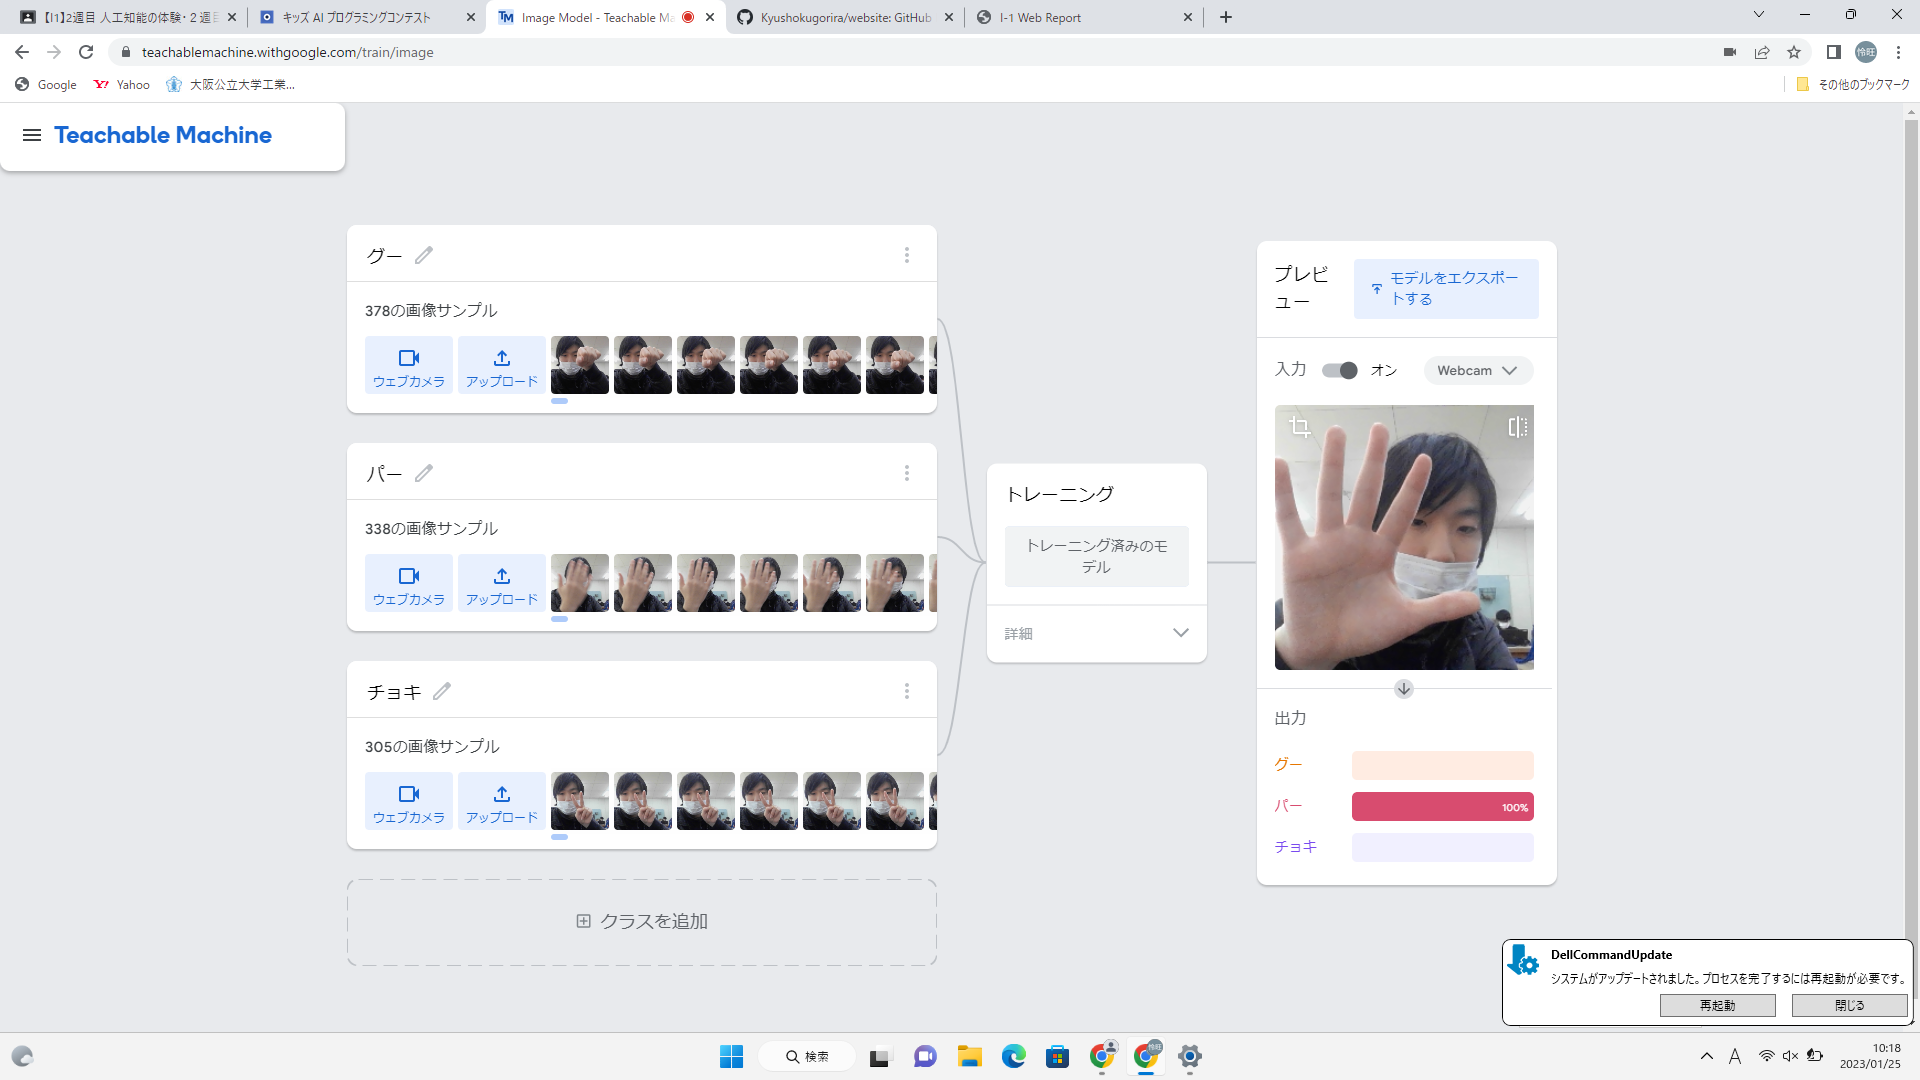 【I1】2週目 人工知能の体験・２週目
キッズ AI プログラミングコンテスト
Image Model - Teachable Ma
Kyushokugorira/website: GitHub
I-1 Web Report
teachablemachine.withgoogle.com/train/image
怜旺
Google
Yahoo
大阪公立大学工業...
その他のブックマーク
Teachable Machine
グー
378の画像サンプル
ウェブカメラ
アップロード
パー
338の画像サンプル
ウェブカメラ
アップロード
チョキ
305の画像サンプル
ウェブカメラ
アップロード
クラスを追加
トレーニング
トレーニング済みのモ
デル
詳細
プレビ
ュー
モデルをエクスポー
トする
入力
オン
Webcam
出力
グー
パー
100%
チョキ
DellCommandUpdate
システムがアップデートされました。プロセスを完了するには再起動が必要です。
再起動
閉じる
検索
A
10:18
2023/01/25